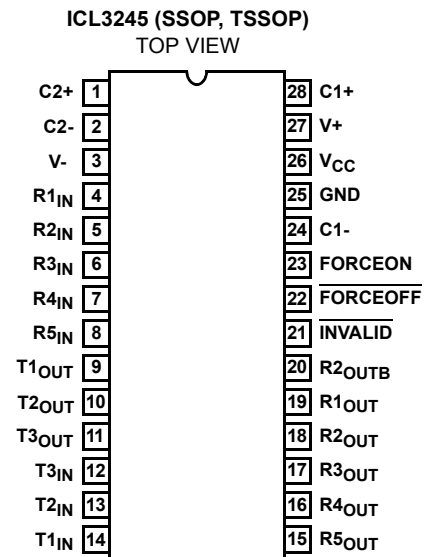 ICL3245 (SSOP, TSSOP)
TOP VIEW
C2+ 1 28 C1+
C2- 2 27 V+
V- 3 26 VCC
R1IN 4 25 GND
R2IN 5 24 C1-
R3IN 6 23 FORCEON
R4IN 7 22 FORCEOFF
R5IN 8 21 INVALID
T1OUT 9 20 R2OUTB
T2OUT 10 19 R1OUT
T3OUT 11 18 R2OUT
T3IN 12 17 R3OUT
T2IN 13 16 R4OUT
T1IN 14 15 R5OUT